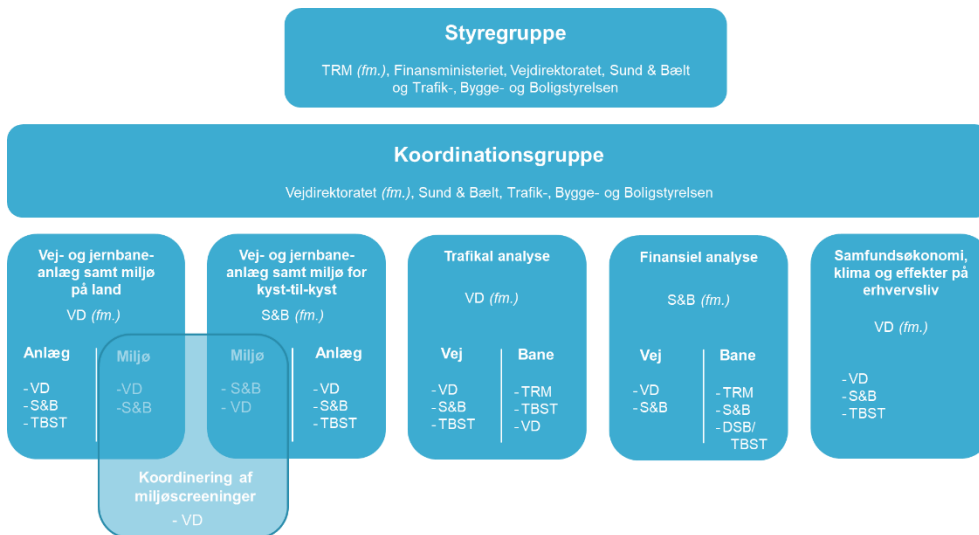 Styregruppe
TRM (fm.), Finansministeriet, Vejdirektoratet, Sund & Bælt
og Trafik-, Bygge- og Boligstyrelsen
Koordinationsgruppe
Vejdirektoratet (fm.), Sund & Bælt, Trafik-, Bygge- og Boligstyrelsen
Vej- og jernbane-
anlæg samt miljø
på land
VD (fm.)
Anlæg
- VD
- S&B
- TBST
Miljø
- VD
- S&B
Vej- og jernbane-
anlæg samt miljø for
kyst-til-kyst
S&B (fm.)
Miljø
- S&B
- VD
Anlæg
- VD
- S&B
- TBST
Koordinering af
miljøscreeninger
- VD
Trafikal analyse
VD (fm.)
Vej
- VD
- S&B
- TBST
Bane
- TRM
- TBST
- VD
Finansiel analyse
S&B (fm.)
Vej
- VD
- S&B
Bane
- TRM
- S&B
- DSB/
TBST
Samfundsøkonomi,
klima og effekter på
erhvervsliv
VD (fm.)
- VD
- S&B
- TBST